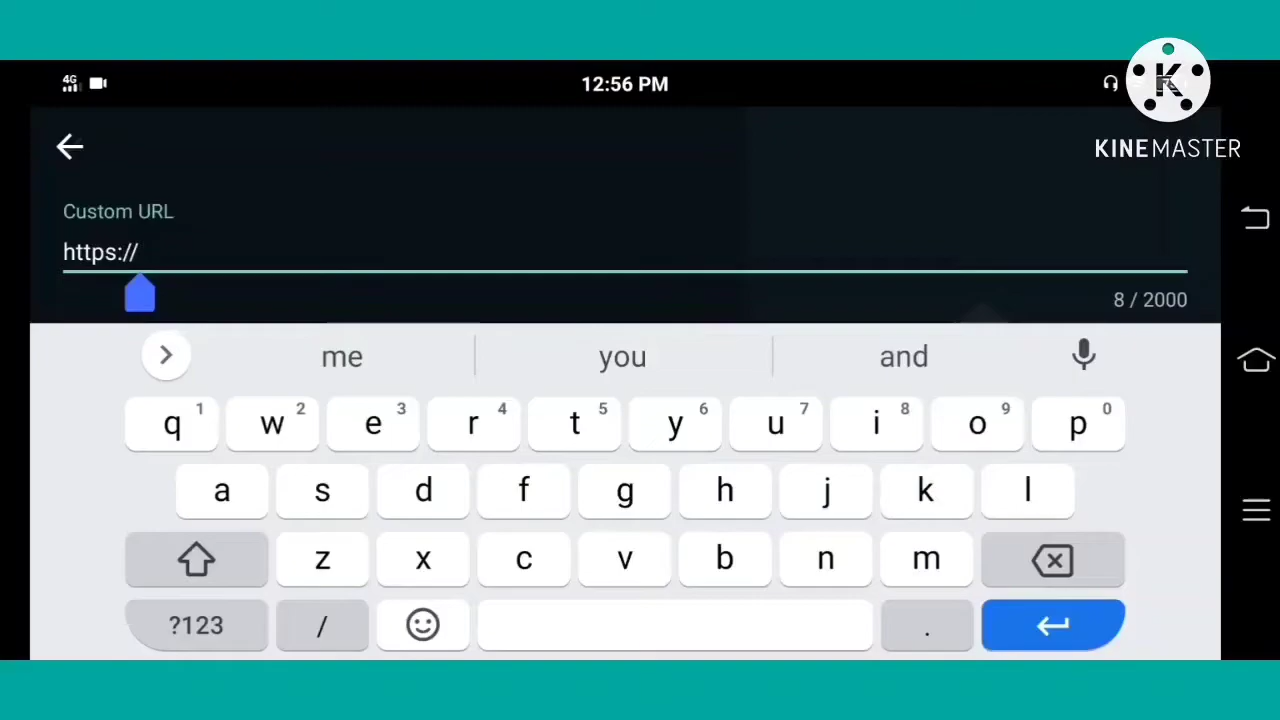 4G
12:56 PM
K
KINEMASTER
Custom URL
https://
8 / 2000
me you and
q 1 w 2 e 3 r 4 t 5 y 6 u 7 i 8 o 9 p 0
a s d f g h j k l
z x c v b n m
?123 / .